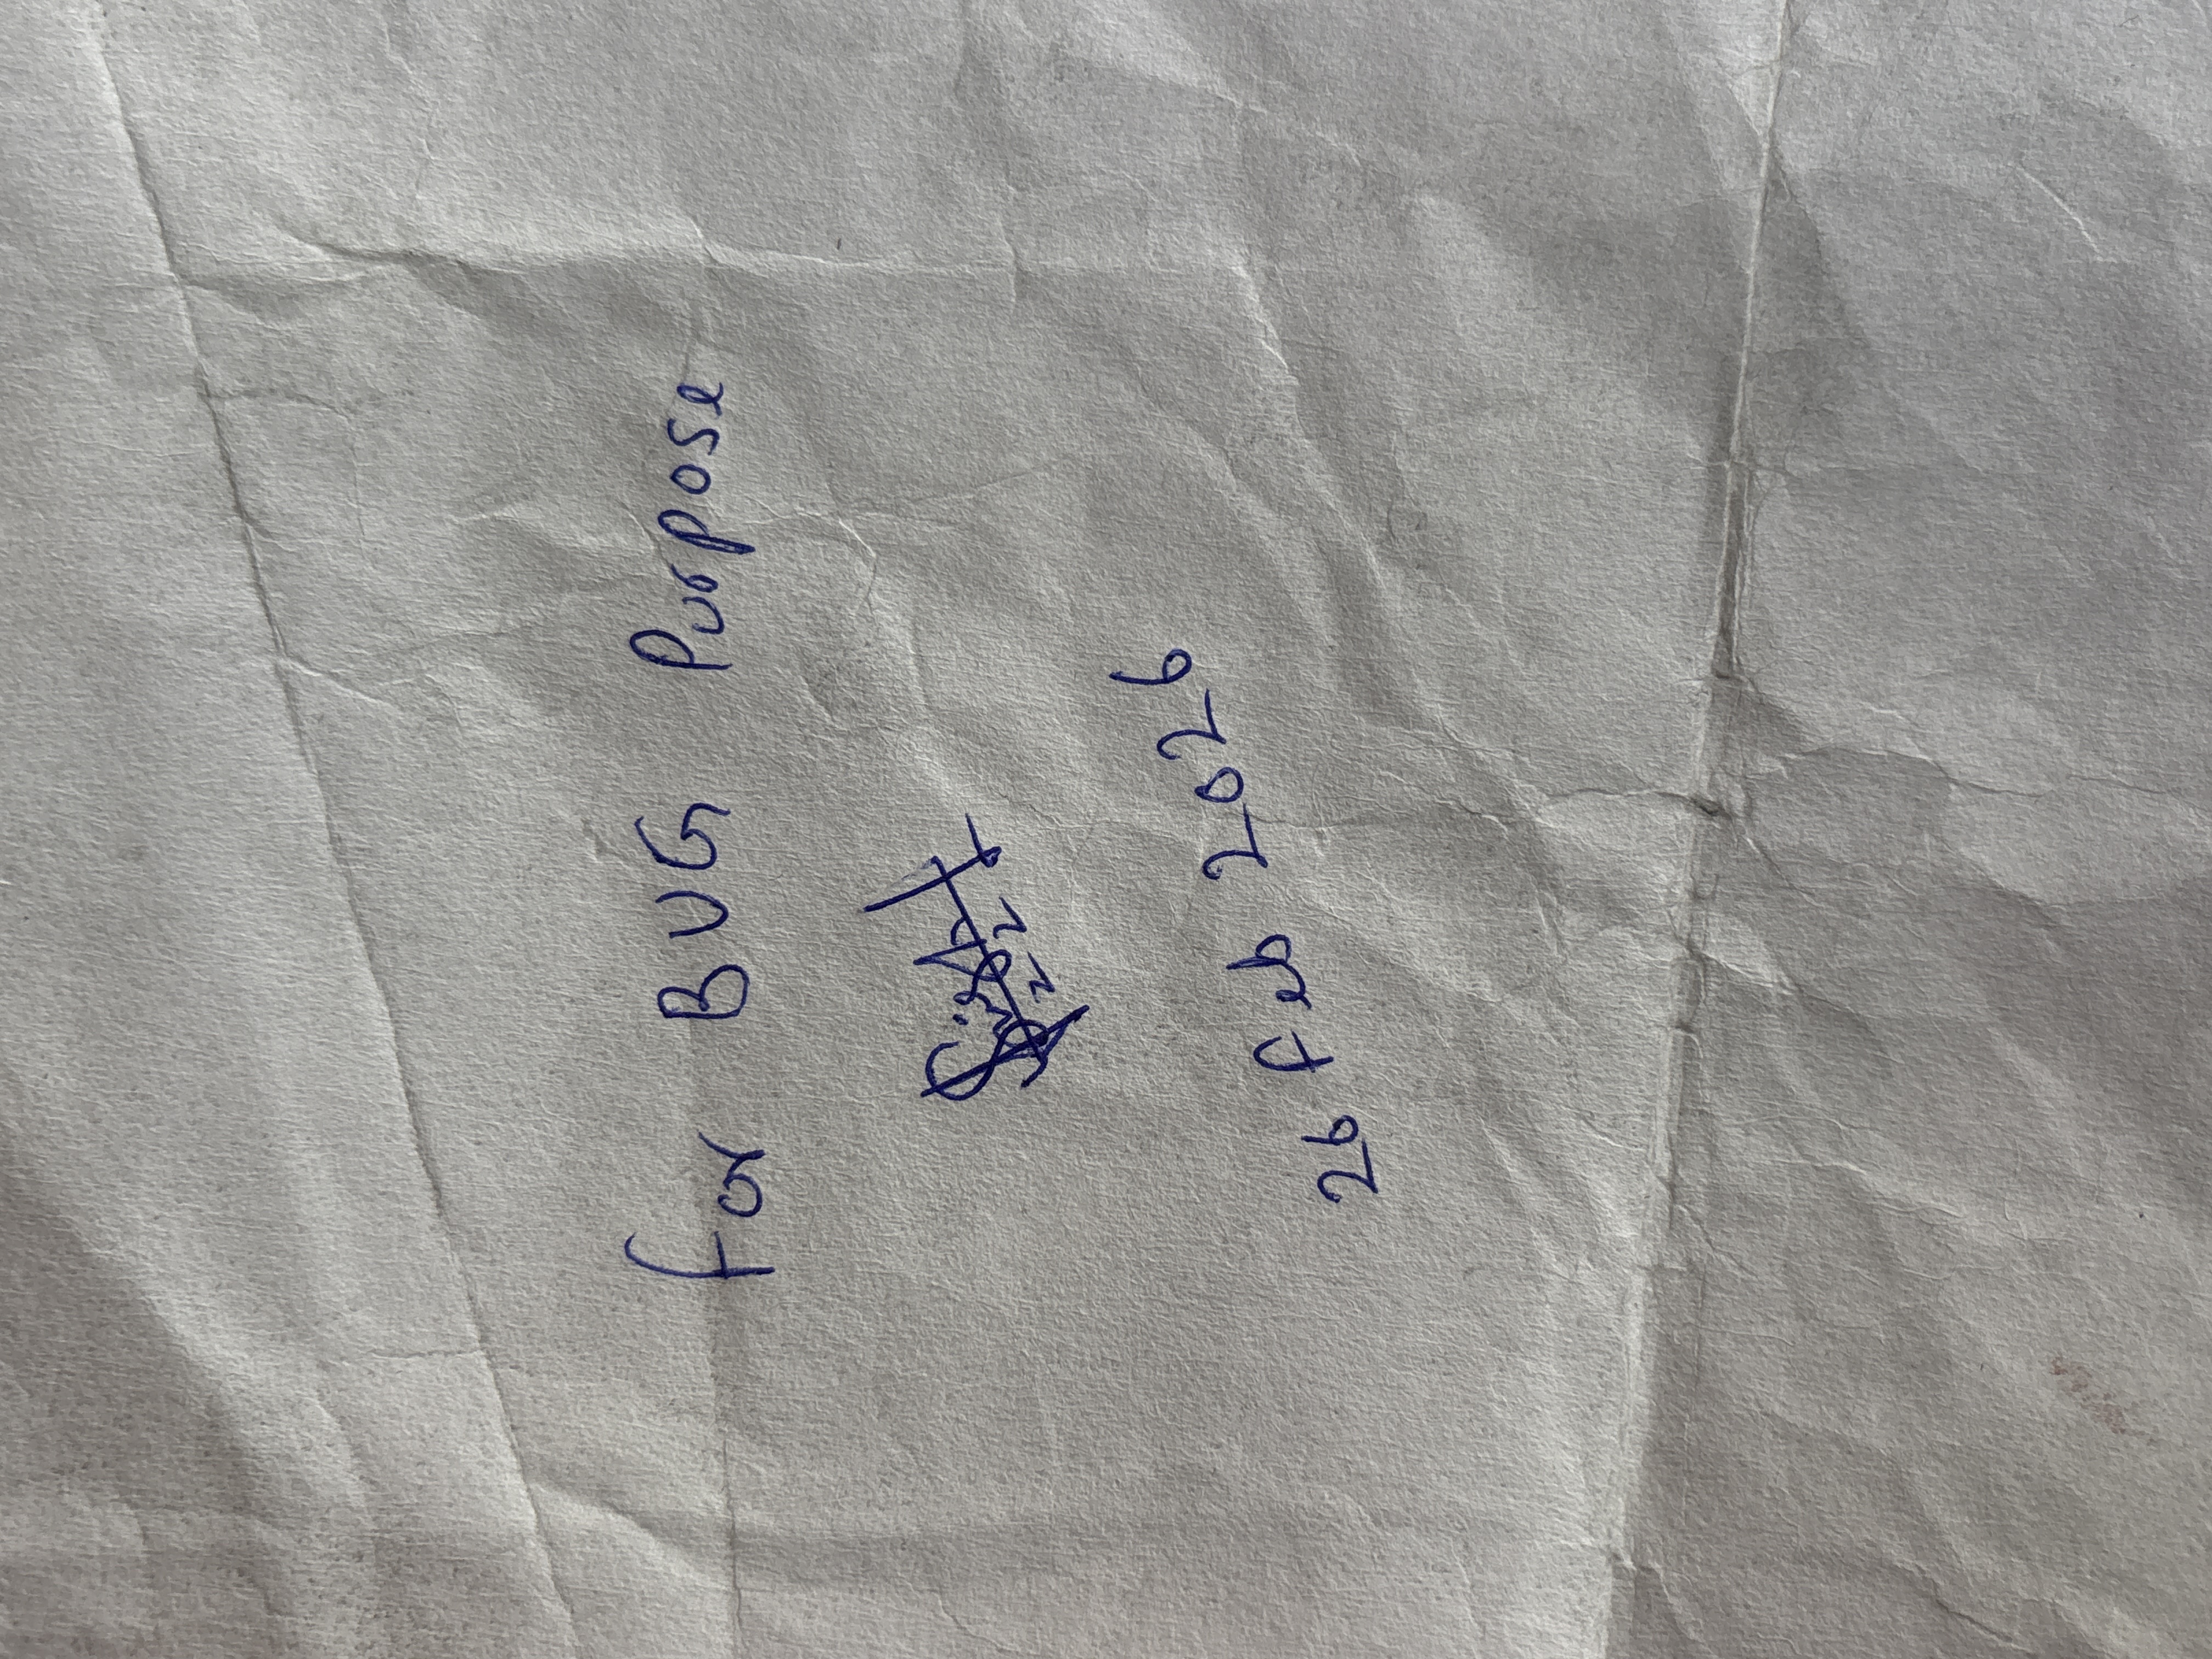 For BUG Purpose
26 Feb 2026